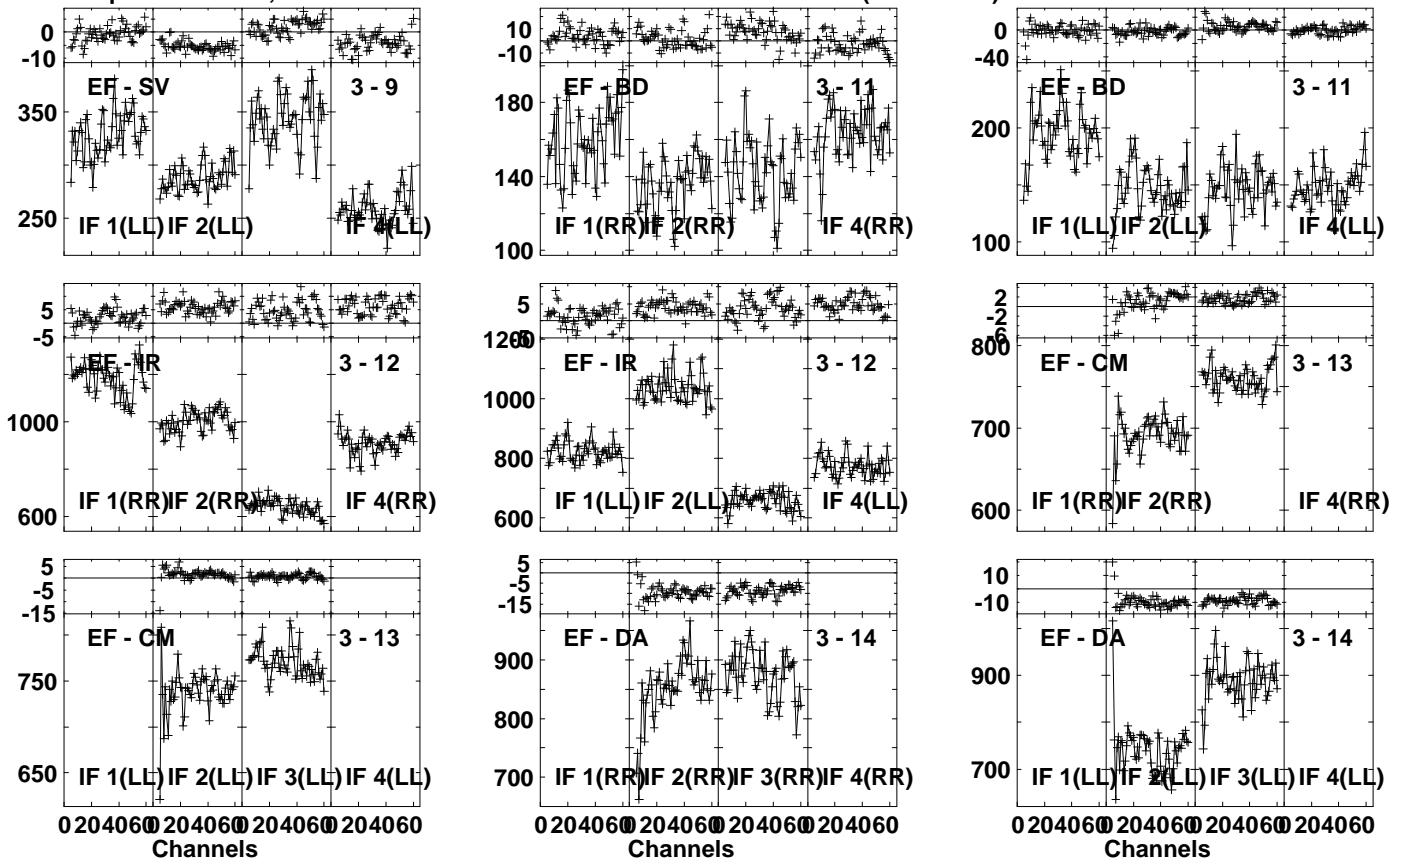 0
-10
EF - SV
3 - 9
350
250
IF 1(LL)
IF 2(LL)
IF 4(LL)
10
-10
EF - BD
3 - 11
180
140
100
IF 1(RR)
IF 2(RR)
IF 4(RR)
0
-40
EF - BD
3 - 11
200
100
IF 1(LL)
IF 2(LL)
IF 4(LL)
5
-5
EF - IR
3 - 12
1000
600
IF 1(RR)
IF 2(RR)
IF 4(RR)
5
-5
1200
EF - IR
3 - 12
1000
800
600
IF 1(LL)
IF 2(LL)
IF 4(LL)
2
-2
-6
800
EF - CM
3 - 13
700
600
IF 1(RR)
IF 2(RR)
IF 4(RR)
5
-5
-15
EF - CM
3 - 13
750
650
IF 1(LL)
IF 2(LL)
IF 3(LL)
IF 4(LL)
0 204060 0 204060 0 204060 0 204060
Channels
5
-5
-15
EF - DA
3 - 14
900
800
700
IF 1(RR)
IF 2(RR)
IF 3(RR)
IF 4(RR)
0 204060 0 204060 0 204060 0 204060
Channels
10
-10
EF - DA
3 - 14
900
700
IF 1(LL)
IF 2(LL)
IF 3(LL)
IF 4(LL)
0 204060 0 204060 0 204060 0 204060
Channels